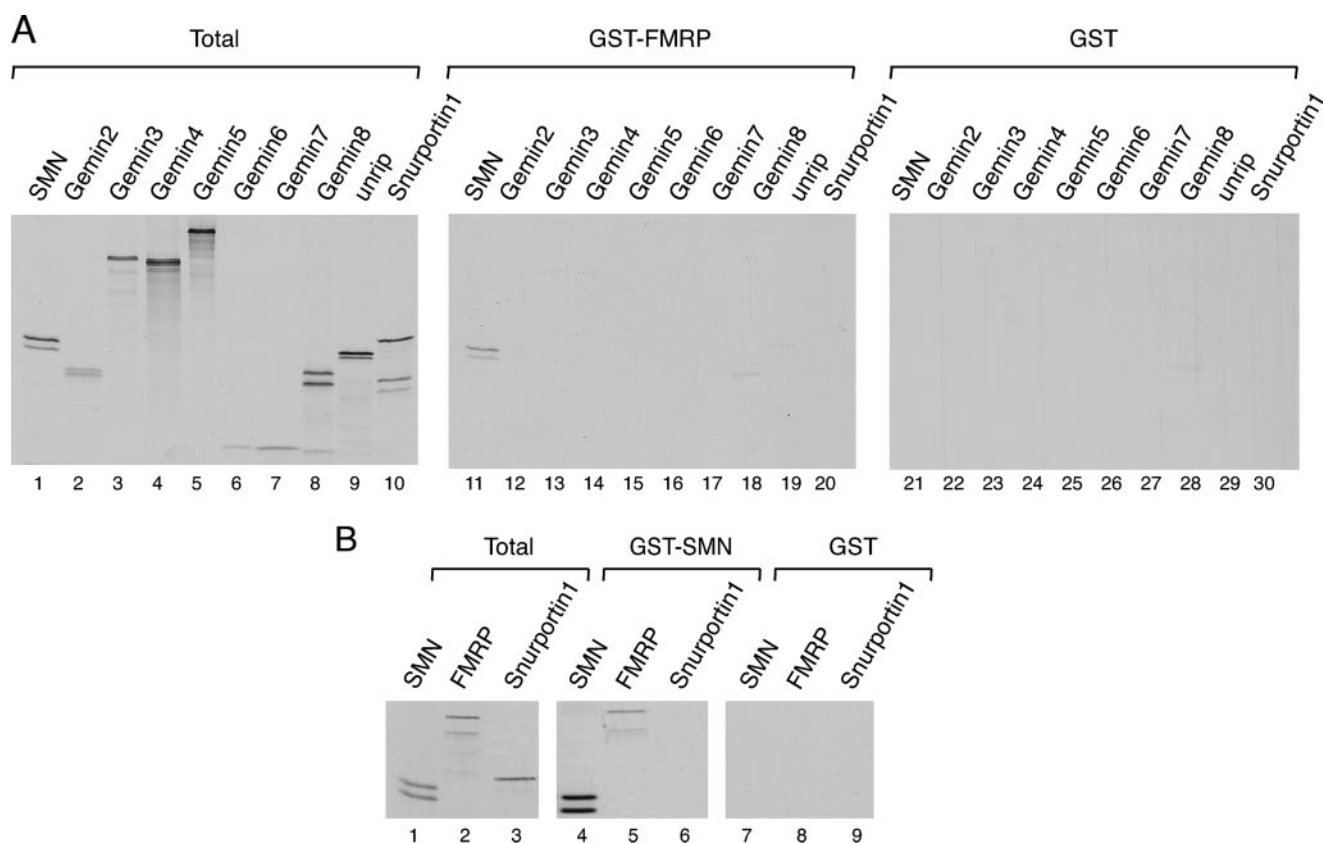 A
Total
GST-FMRP
GST
SMN Gemin2 Gemin3 Gemin4 Gemin5 Gemin6 Gemin7 Gemin8 unrip Snurportin1
SMN Gemin2 Gemin3 Gemin4 Gemin5 Gemin6 Gemin7 Gemin8 unrip Snurportin1
SMN Gemin2 Gemin3 Gemin4 Gemin5 Gemin6 Gemin7 Gemin8 unrip Snurportin1
1 2 3 4 5 6 7 8 9 10
11 12 13 14 15 16 17 18 19 20
21 22 23 24 25 26 27 28 29 30
B
Total
GST-SMN
GST
SMN FMRP Snurportin1
SMN FMRP Snurportin1
SMN FMRP Snurportin1
1 2 3
4 5 6
7 8 9